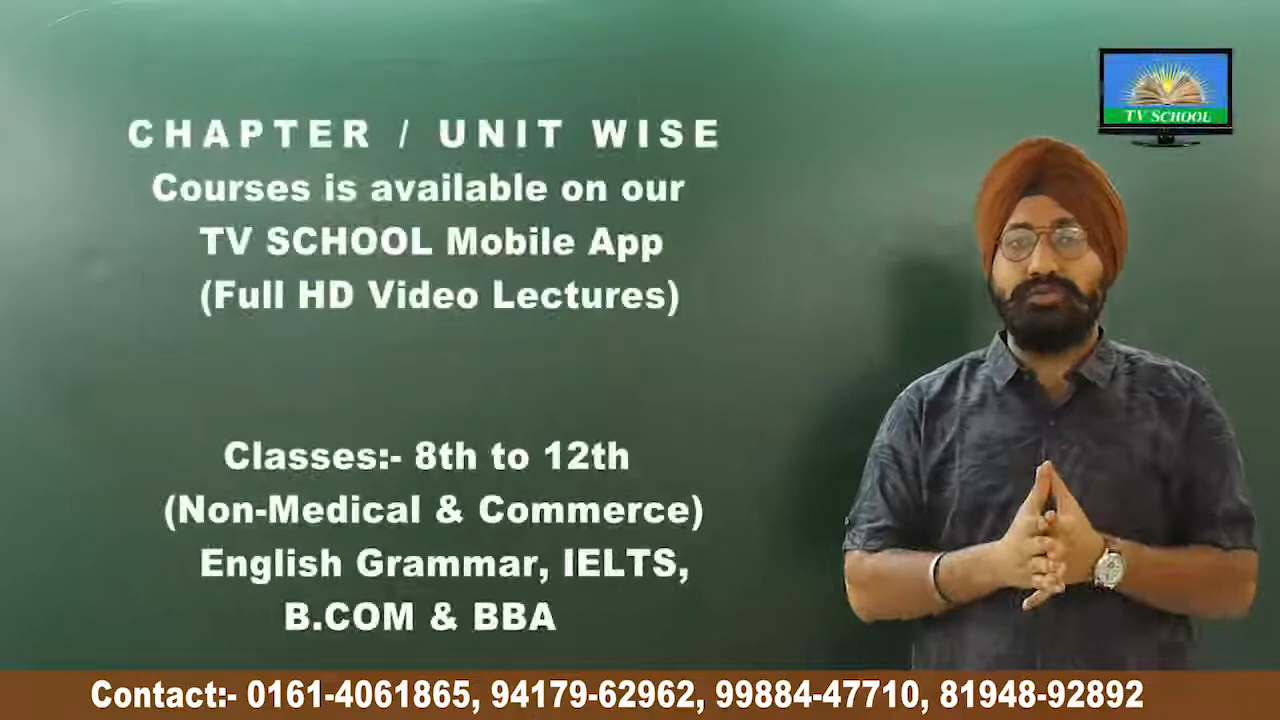 TV SCHOOL
CHAPTER / UNIT WISE
Courses is available on our
TV SCHOOL Mobile App
(Full HD Video Lectures)
Classes:- 8th to 12th
(Non-Medical & Commerce)
English Grammar, IELTS,
B.COM & BBA
Contact:- 0161-4061865, 94179-62962, 99884-47710, 81948-92892